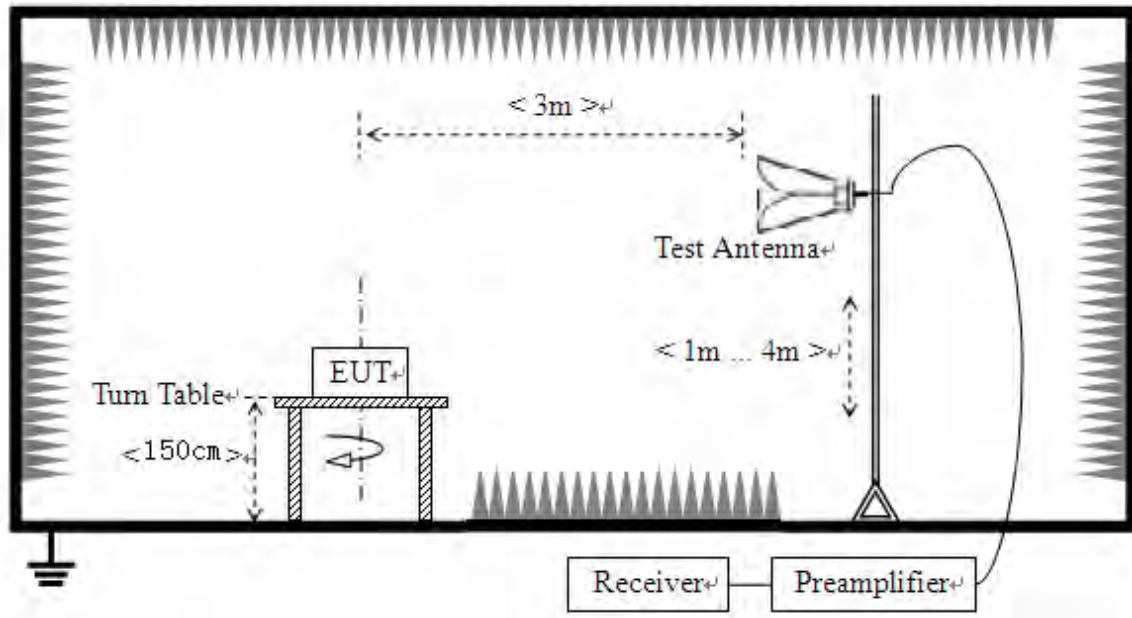 < 3m >↵
Test Antenna↵
< 1m ... 4m >↵
EUT↵
Turn Table↵
<150cm>↵
Receiver↵
Preamplifier↵